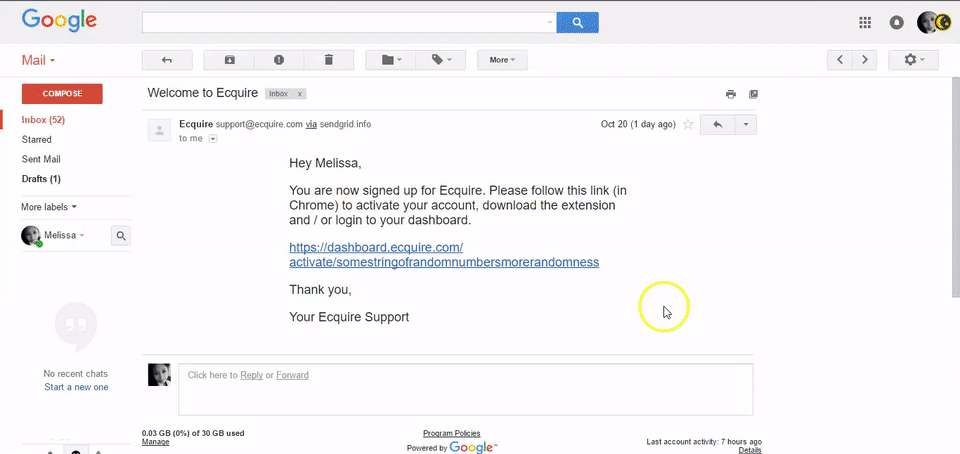 Google
Mail
More
COMPOSE
Welcome to Ecquire Inbox x
Inbox (52)
Starred
Sent Mail
Drafts (1)
More labels
Melissa
Ecquire support@ecquire.com via sendgrid.info
Oct 20 (1 day ago)
to me
Hey Melissa,
You are now signed up for Ecquire. Please follow this link (in
Chrome) to activate your account, download the extension
and / or login to your dashboard.
https://dashboard.ecquire.com/
activate/somestringofrandomnumbersmorerandomness
Thank you,
Your Ecquire Support
No recent chats
Start a new one
Click here to Reply or Forward
0.03 GB (0%) of 30 GB used
Manage
Program Policies
Powered by Google™
Last account activity: 7 hours ago
Details